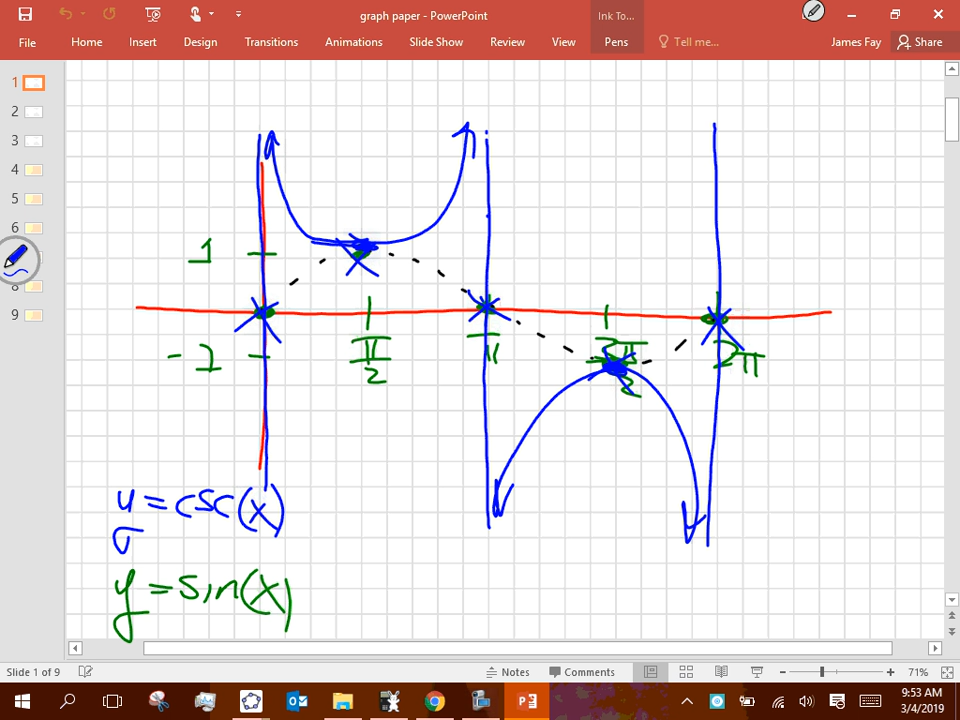 graph paper - PowerPoint
Ink To...
File Home Insert Design Transitions Animations Slide Show Review View Pens Tell me... James Fay Share
1
2
3
4
5
6
8
9
1
-1
π/2
π
3π/2
2π
y = csc(x)
y = sin(x)
Slide 1 of 9
Notes Comments 71%
9:53 AM
3/4/2019